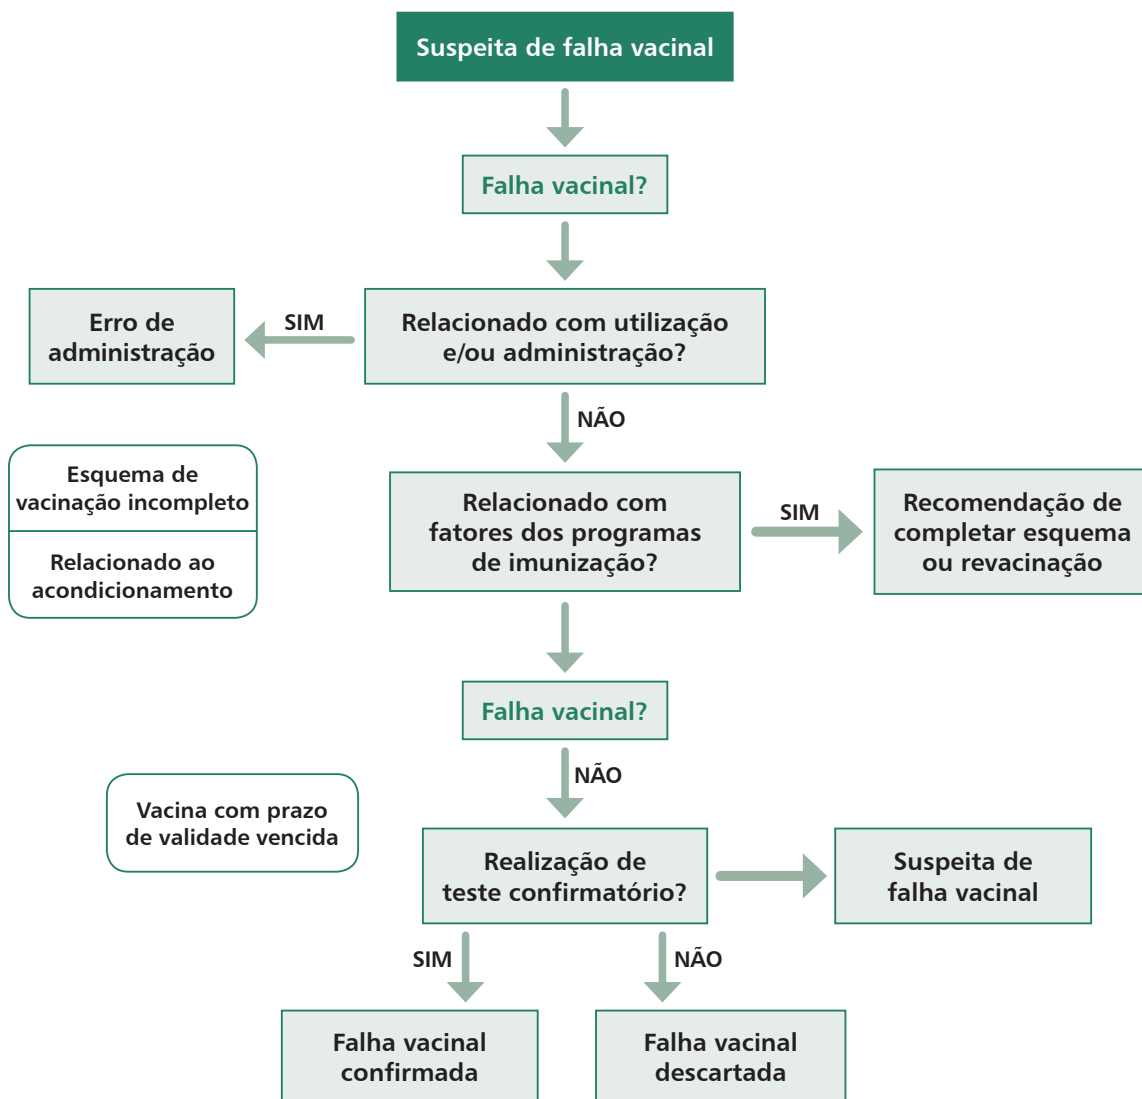 Suspeita de falha vacinal
Falha vacinal?
Erro de
administração
SIM
Relacionado com utilização
e/ou administração?
NÃO
Esquema de
vacinação incompleto
Relacionado ao
acondicionamento
Relacionado com
fatores dos programas
de imunização?
SIM
Recomendação de
completar esquema
ou revacinação
Falha vacinal?
NÃO
Vacina com prazo
de validade vencida
Realização de
teste confirmatório?
Suspeita de
falha vacinal
SIM
NÃO
Falha vacinal
confirmada
Falha vacinal
descartada